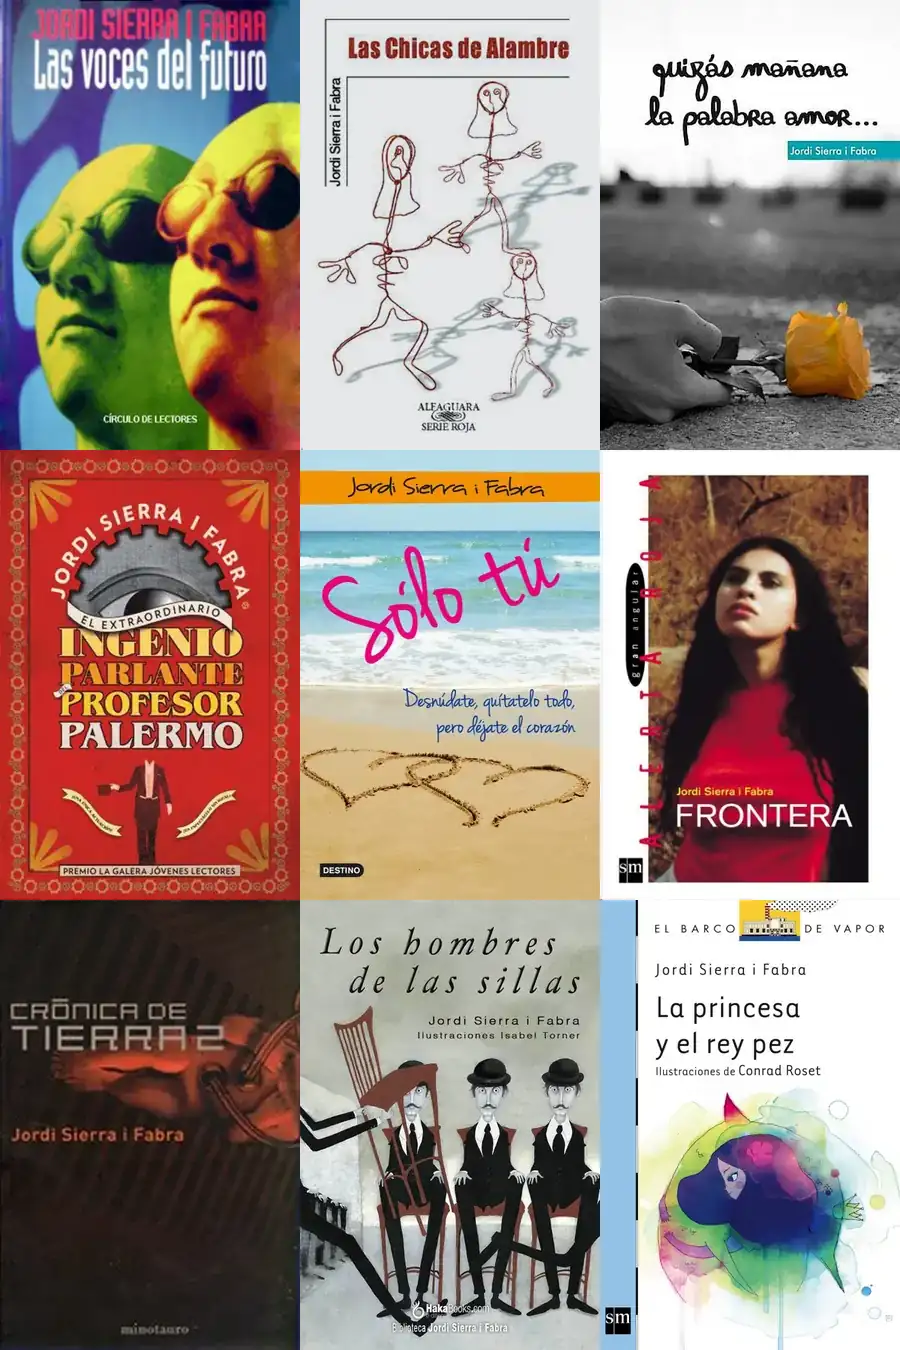 JORDI SIERRA I FABRA
Las voces del futuro
CÍRCULO DE LECTORES
Las Chicas de Alambre
Jordi Sierra i Fabra
ALFAGUARA
SERIE ROJA
quizás mañana
la palabra amor...
Jordi Sierra i Fabra
JORDI SIERRA I FABRA
EL EXTRAORDINARIO
INGENIO
PARLANTE
DEL
PROFESOR
PALERMO
PREMIO LA GALERA JÓVENES LECTORES
Jordi Sierra i Fabra
Sólo tú
Desnúdate, quítatelo todo,
pero déjate el corazón
DESTINO
gran angular
ALERTA ROJA
Jordi Sierra i Fabra
FRONTERA
sm
CRÓNICA DE
TIERRA 2
Jordi Sierra i Fabra
minotauro
Los hombres
de las sillas
Jordi Sierra i Fabra
Ilustraciones Isabel Torner
HakaBooks.com
Biblioteca Jordi Sierra i Fabra
EL BARCO DE VAPOR
Jordi Sierra i Fabra
La princesa
y el rey pez
Ilustraciones de Conrad Roset
sm